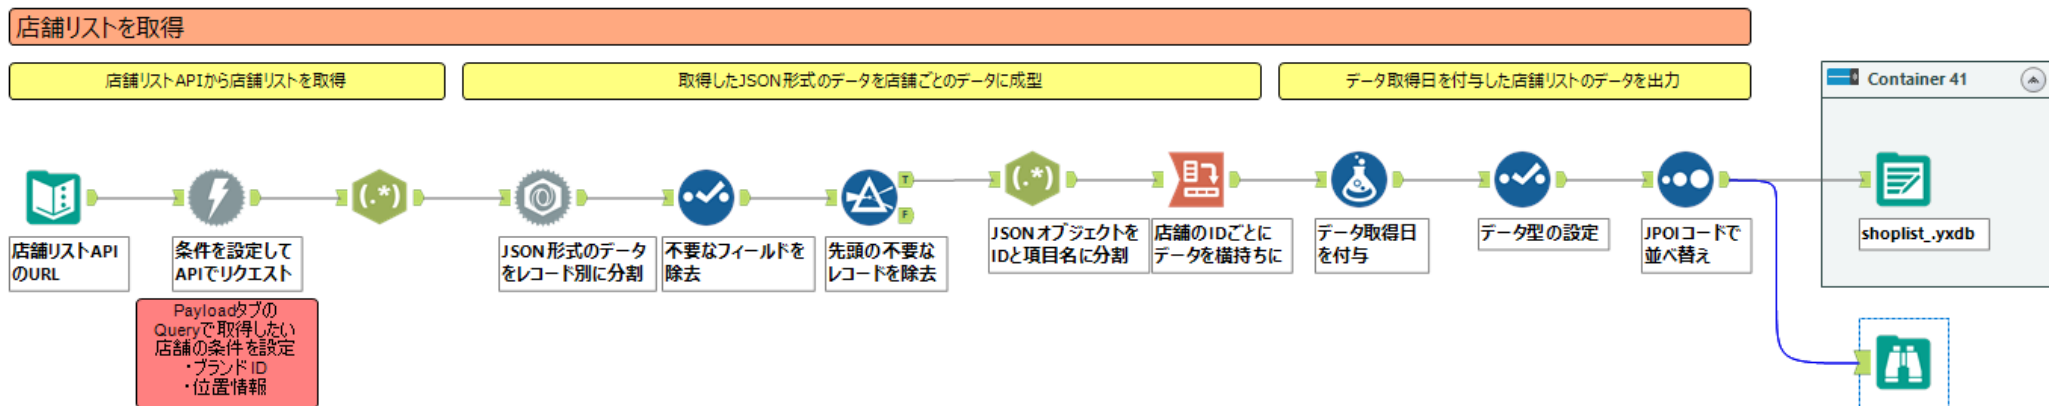 店舗リストを取得
店舗リストAPIから店舗リストを取得
取得したJSON形式のデータを店舗ごとのデータに成型
データ取得日を付与した店舗リストのデータを出力
Container 41
(.*)
T
F
(.*)
店舗リストAPI
のURL
条件を設定して
APIでリクエスト
JSON形式のデータ
をレコード別に分割
不要なフィールドを
除去
先頭の不要な
レコードを除去
JSONオブジェクトを
IDと項目名に分割
店舗のIDごとに
データを横持ちに
データ取得日
を付与
データ型の設定
JPOIコードで
並べ替え
shoplist_.yxdb
Payloadタブの
Queryで取得したい
店舗の条件を設定
・ブランドID
・位置情報